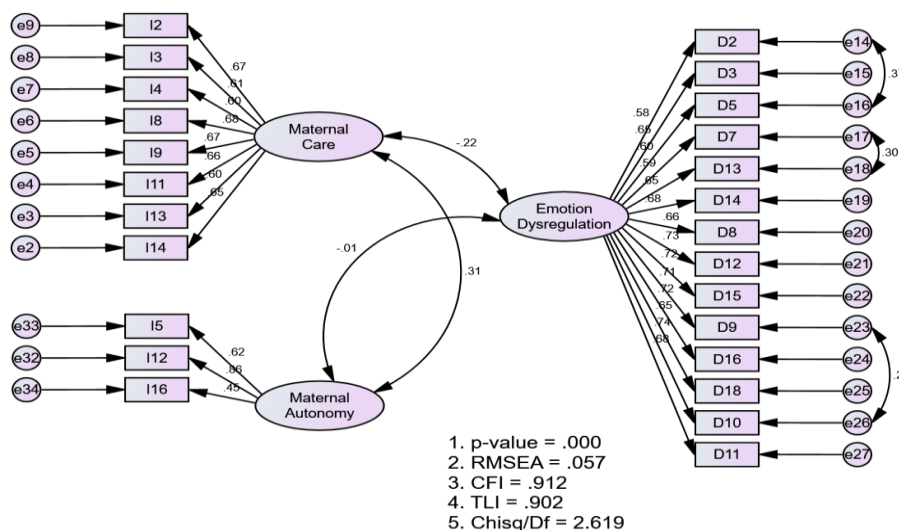 e9
I2
e8
I3
e7
I4
e6
I8
e5
I9
e4
I11
e3
I13
e2
I14
.67
.61
.60
.68
.67
.66
.60
.65
Maternal
Care
-.22
-.01
.31
e33
I5
e32
I12
e34
I16
.62
.86
.45
Maternal
Autonomy
Emotion
Dysregulation
.58
.65
.60
.59
.65
.68
.66
.73
.72
.71
.72
.65
.74
.68
D2
e14
D3
e15
D5
e16
D7
e17
D13
e18
D14
e19
D8
e20
D12
e21
D15
e22
D9
e23
D16
e24
D18
e25
D10
e26
D11
e27
.30
1. p-value = .000
2. RMSEA = .057
3. CFI = .912
4. TLI = .902
5. Chisq/Df = 2.619